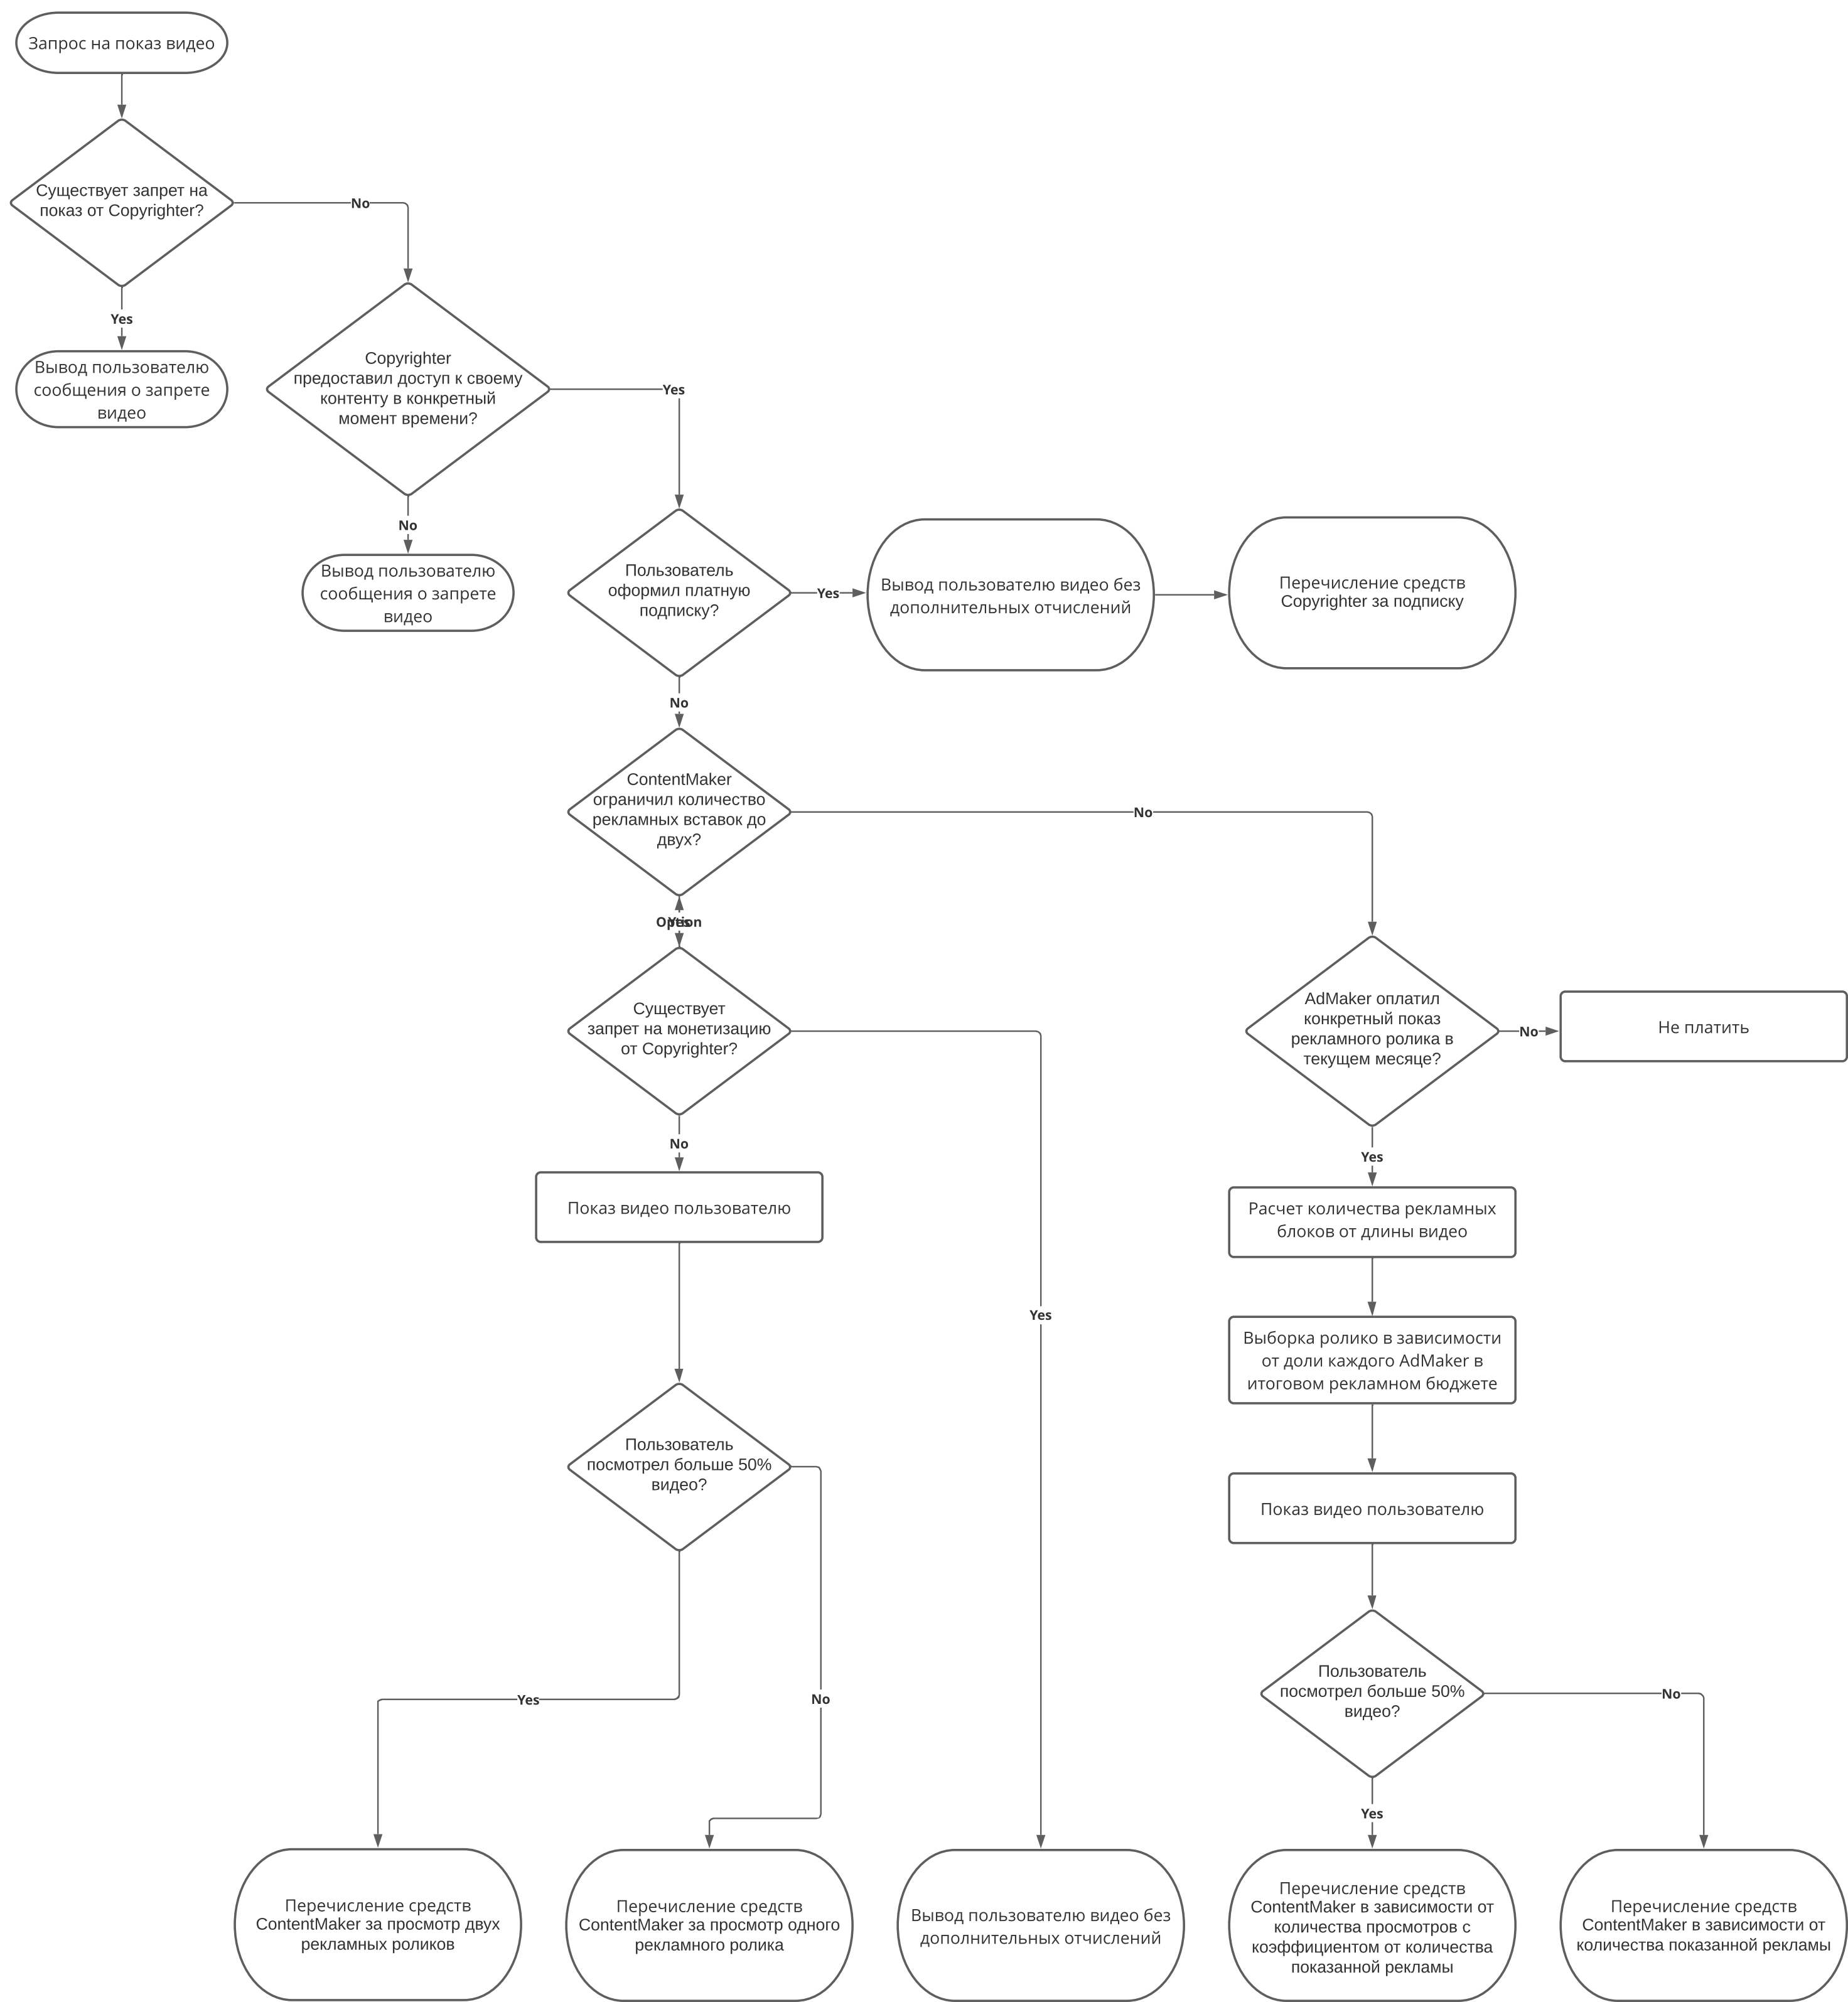 Запрос на показ видео
Существует запрет на
показ от Copyrighter?
No
Yes
Вывод пользователю
сообщения о запрете
видео
Copyrighter
предоставил доступ к своему
контенту в конкретный
момент времени?
Yes
No
Вывод пользователю
сообщения о запрете
видео
Пользователь
оформил платную
подписку?
Yes
Вывод пользователю видео без
дополнительных отчислений
Перечисление средств
Copyrighter за подписку
No
ContentMaker
ограничил количество
рекламных вставок до
двух?
No
Option
Yes
Существует
запрет на монетизацию
от Copyrighter?
AdMaker оплатил
конкретный показ
рекламного ролика в
текущем месяце?
No
Не платить
No
Yes
Показ видео пользователю
Расчет количества рекламных
блоков от длины видео
Yes
Выборка ролико в зависимости
от доли каждого AdMaker в
итоговом рекламном бюджете
Пользователь
посмотрел больше 50%
видео?
Показ видео пользователю
Yes
No
Пользователь
посмотрел больше 50%
видео?
No
Yes
Перечисление средств
ContentMaker за просмотр двух
рекламных роликов
Перечисление средств
ContentMaker за просмотр одного
рекламного ролика
Вывод пользователю видео без
дополнительных отчислений
Перечисление средств
ContentMaker в зависимости от
количества просмотров с
коэффициентом от количества
показанной рекламы
Перечисление средств
ContentMaker в зависимости от
количества показанной рекламы